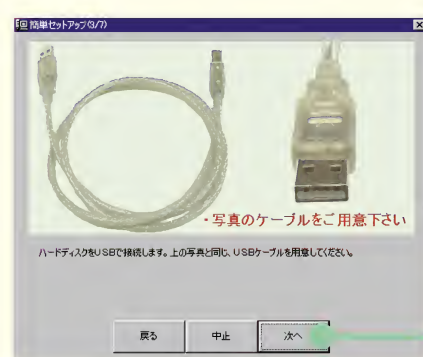 簡単セットアップ(3/7)
・写真のケーブルをご用意下さい
ハードディスクをUSBで接続します。上の写真と同じ、USBケーブルを用意してください。
戻る
中止
次へ